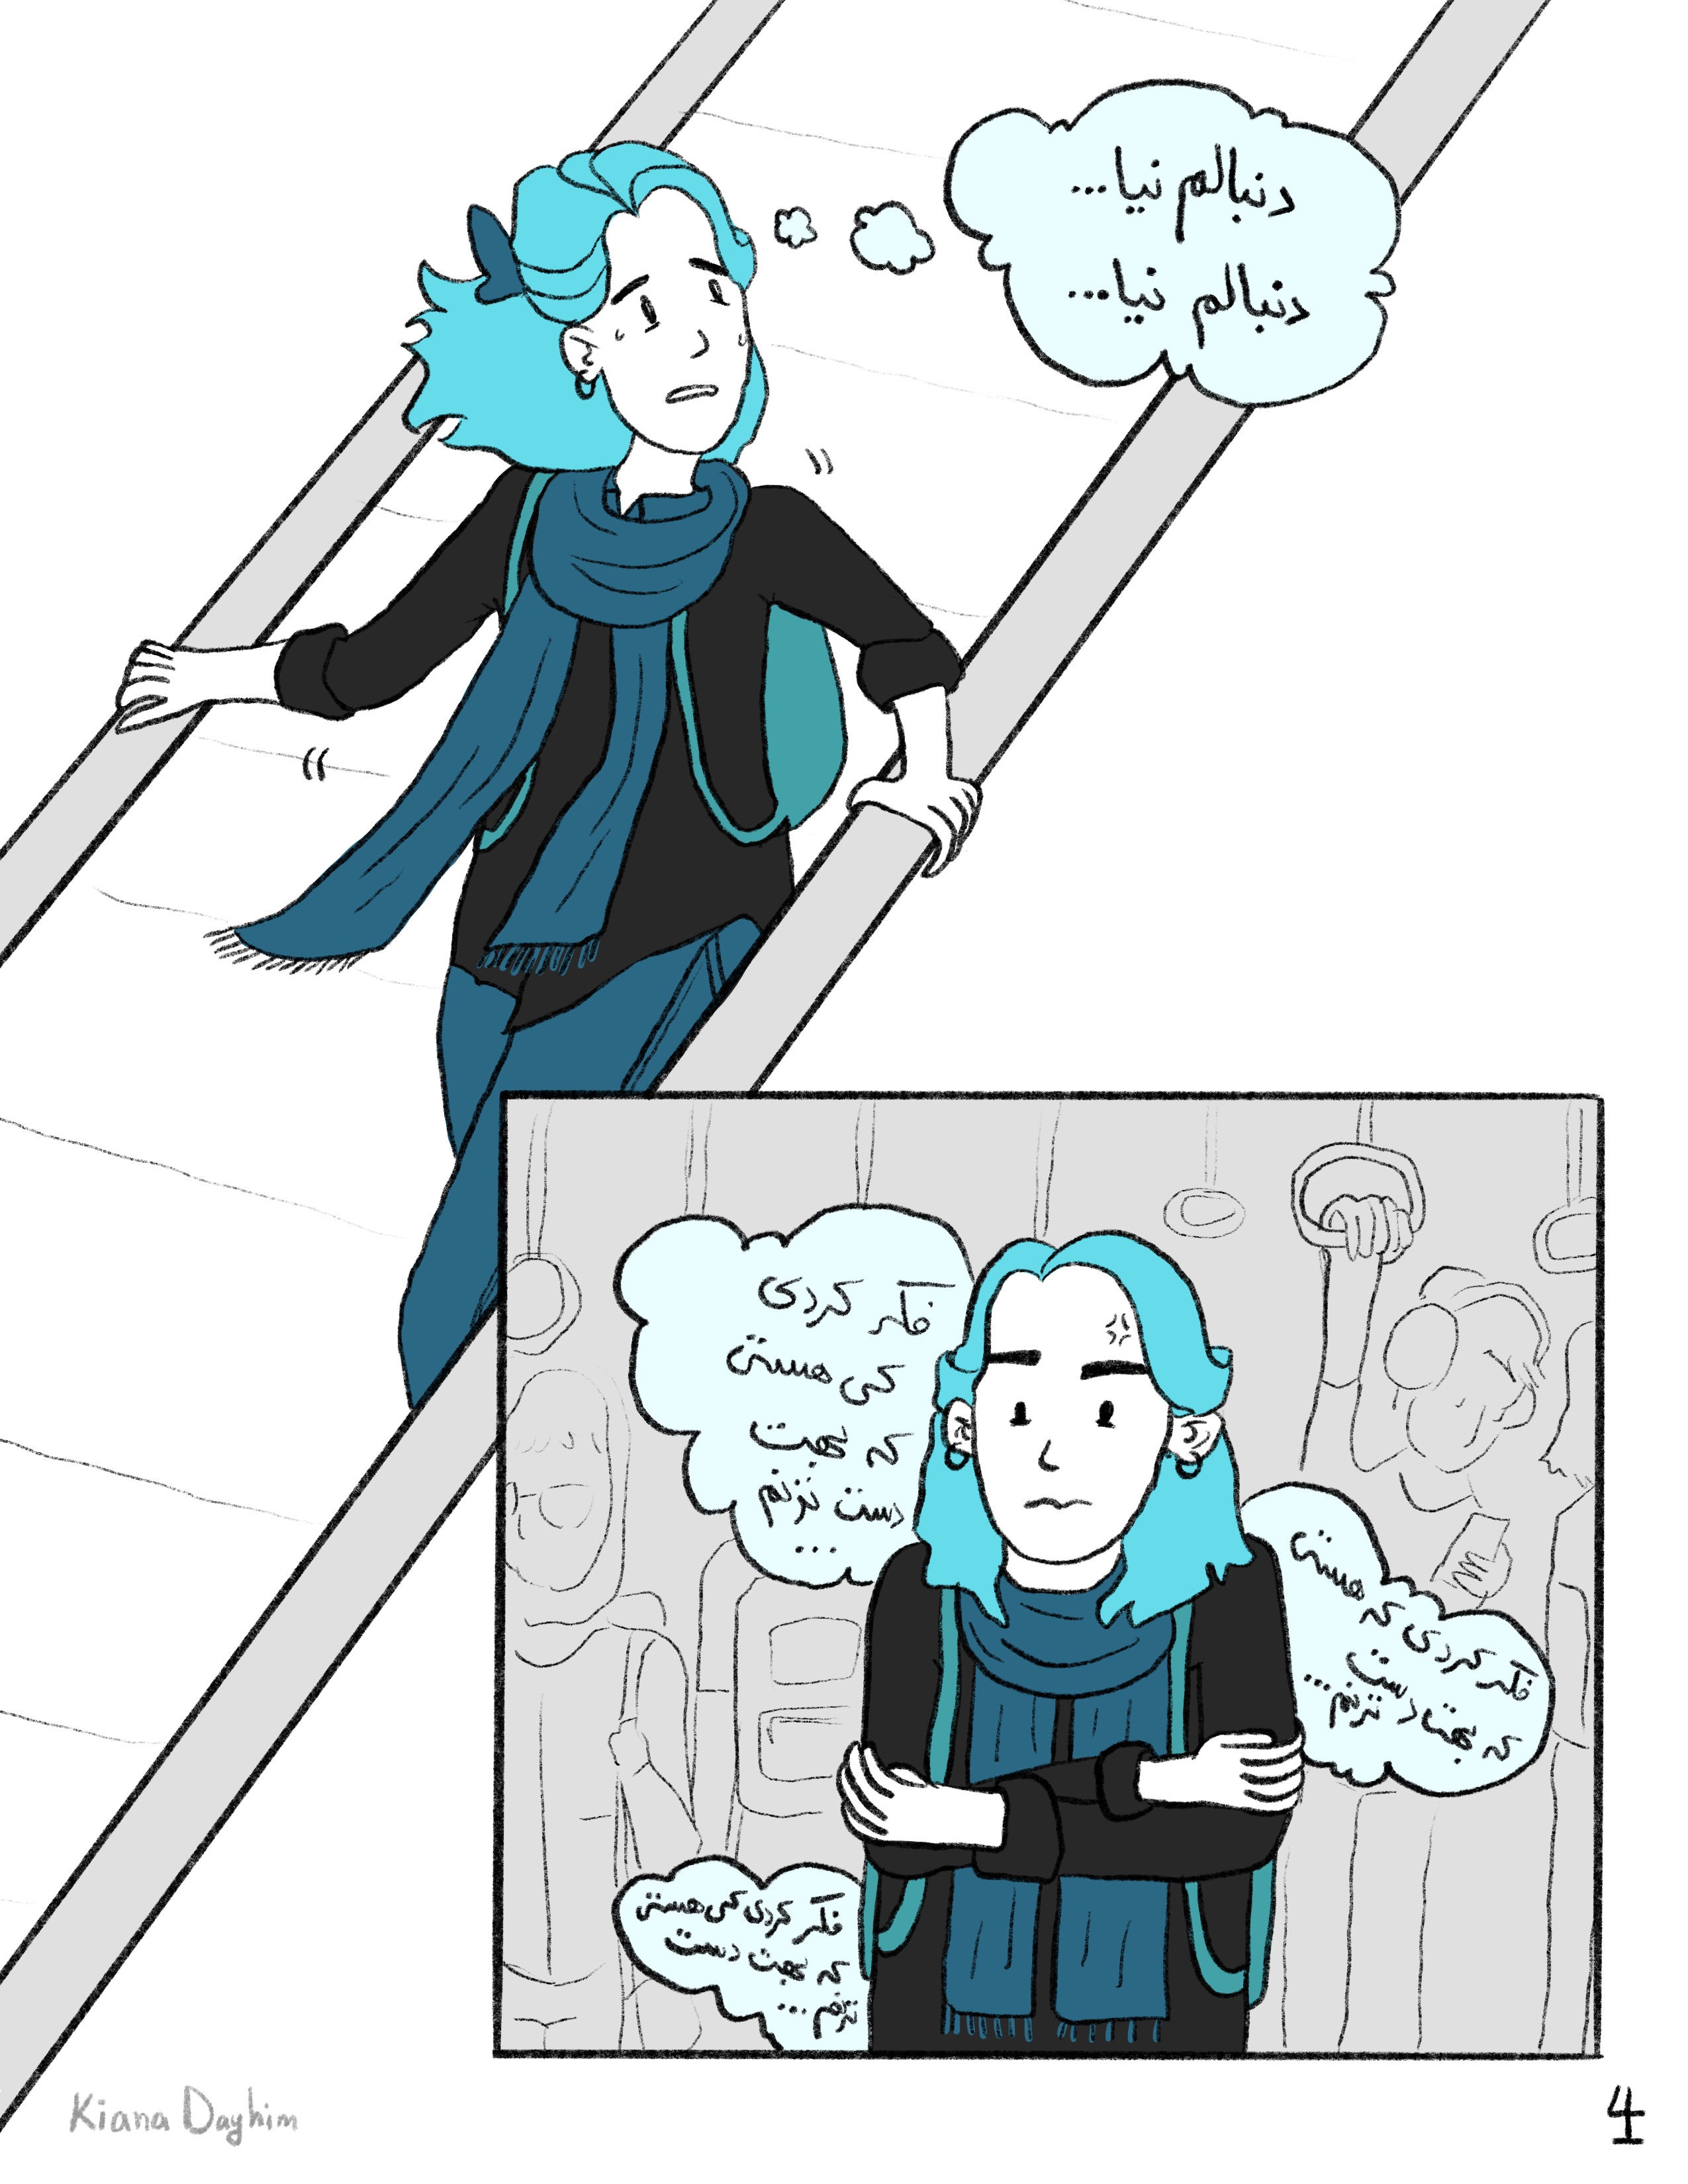 دنبالم نیا...
دنبالم نیا...
فکر کردی
کی هستی
که بهت
دست نزنم
...
فکر کردی که هستی
که بهت دست
نزنم...
فکر کردی کی هستی
که بهت دست
نزنم...
Kiana Dayhim
4